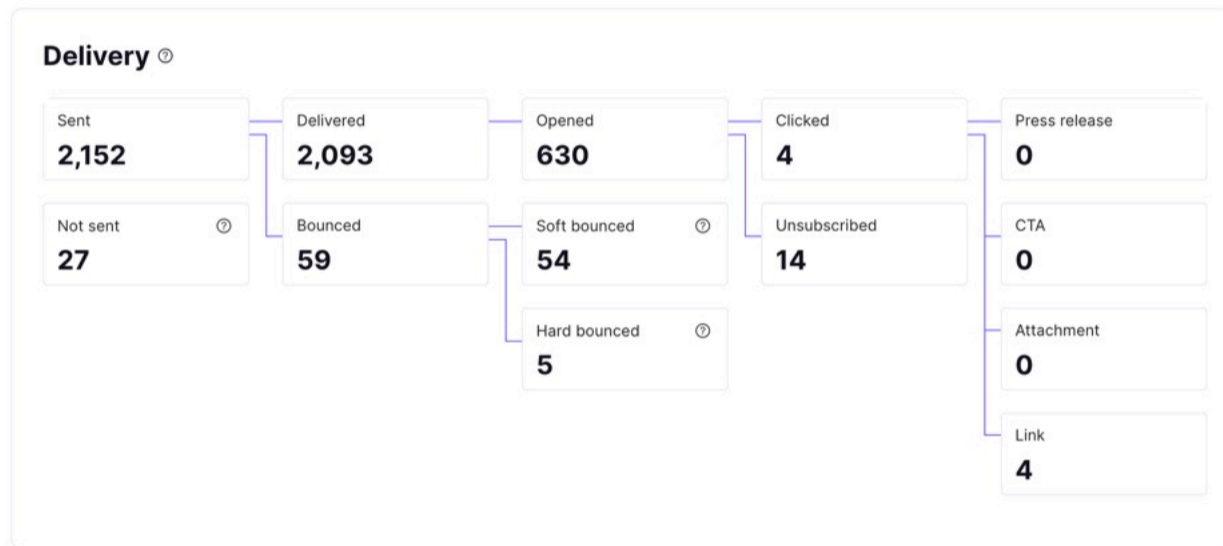 Delivery
Sent
2,152
Delivered
2,093
Opened
630
Clicked
4
Press release
0
Not sent
27
Bounced
59
Soft bounced
54
Unsubscribed
14
CTA
0
Hard bounced
5
Attachment
0
Link
4